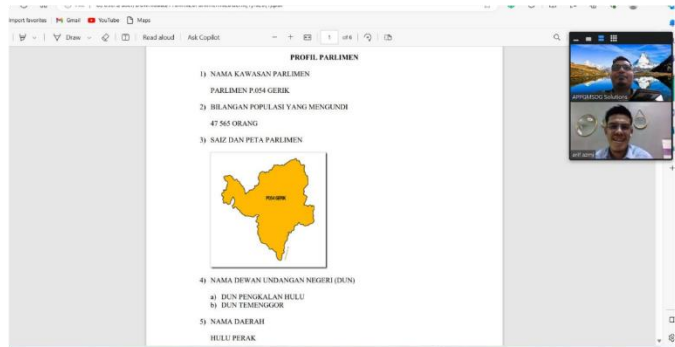 import favorites Gmail YouTube Maps
Draw Read aloud Ask Copilot 1 of 6
PROFIL PARLIMEN
1) NAMA KAWASAN PARLIMEN
PARLIMEN P.054 GERIK
2) BILANGAN POPULASI YANG MENGUNDI
47 565 ORANG
3) SAIZ DAN PETA PARLIMEN
P.054 GERIK
4) NAMA DEWAN UNDANGAN NEGERI (DUN)
a) DUN PENGKALAN HULU
b) DUN TEMENGGOR
5) NAMA DAERAH
HULU PERAK
APPGMSDG Solutions